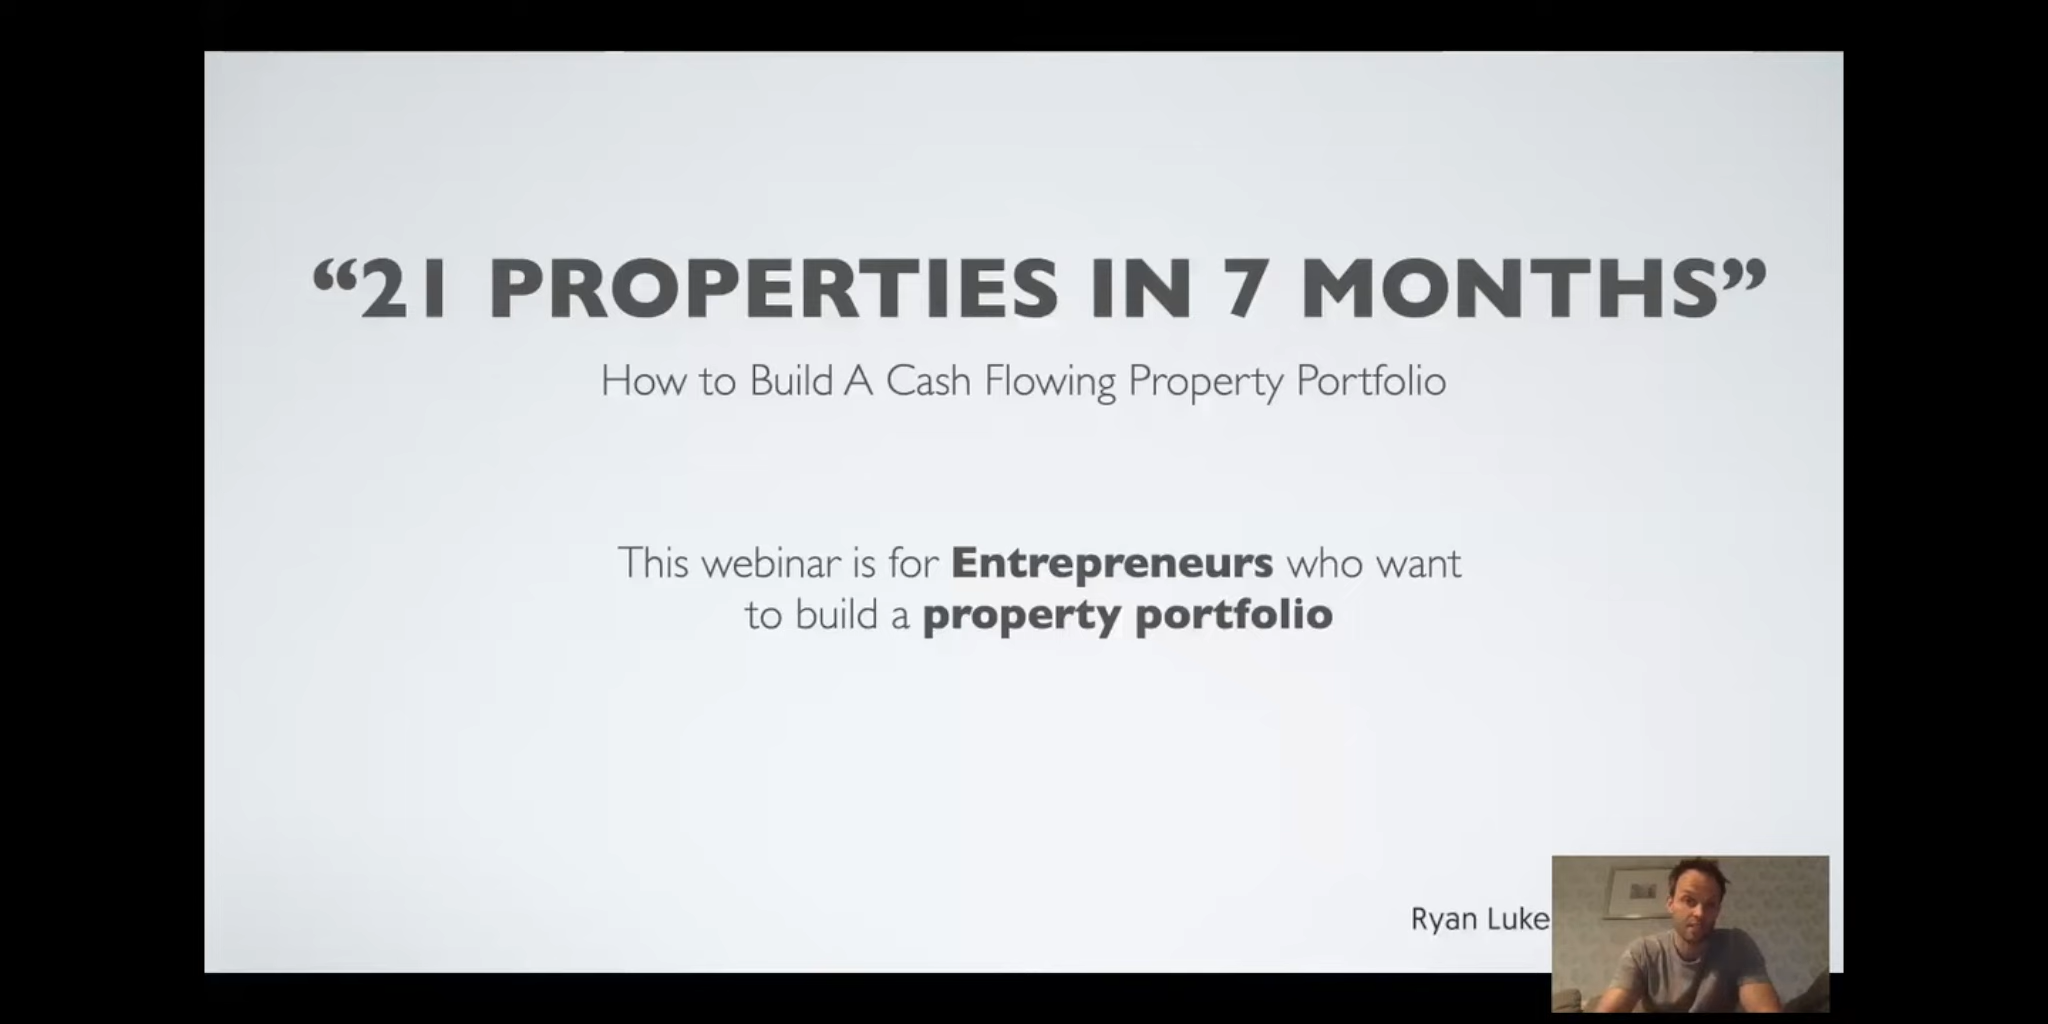 “21 PROPERTIES IN 7 MONTHS”
How to Build A Cash Flowing Property Portfolio
This webinar is for Entrepreneurs who want
to build a property portfolio
Ryan Luke